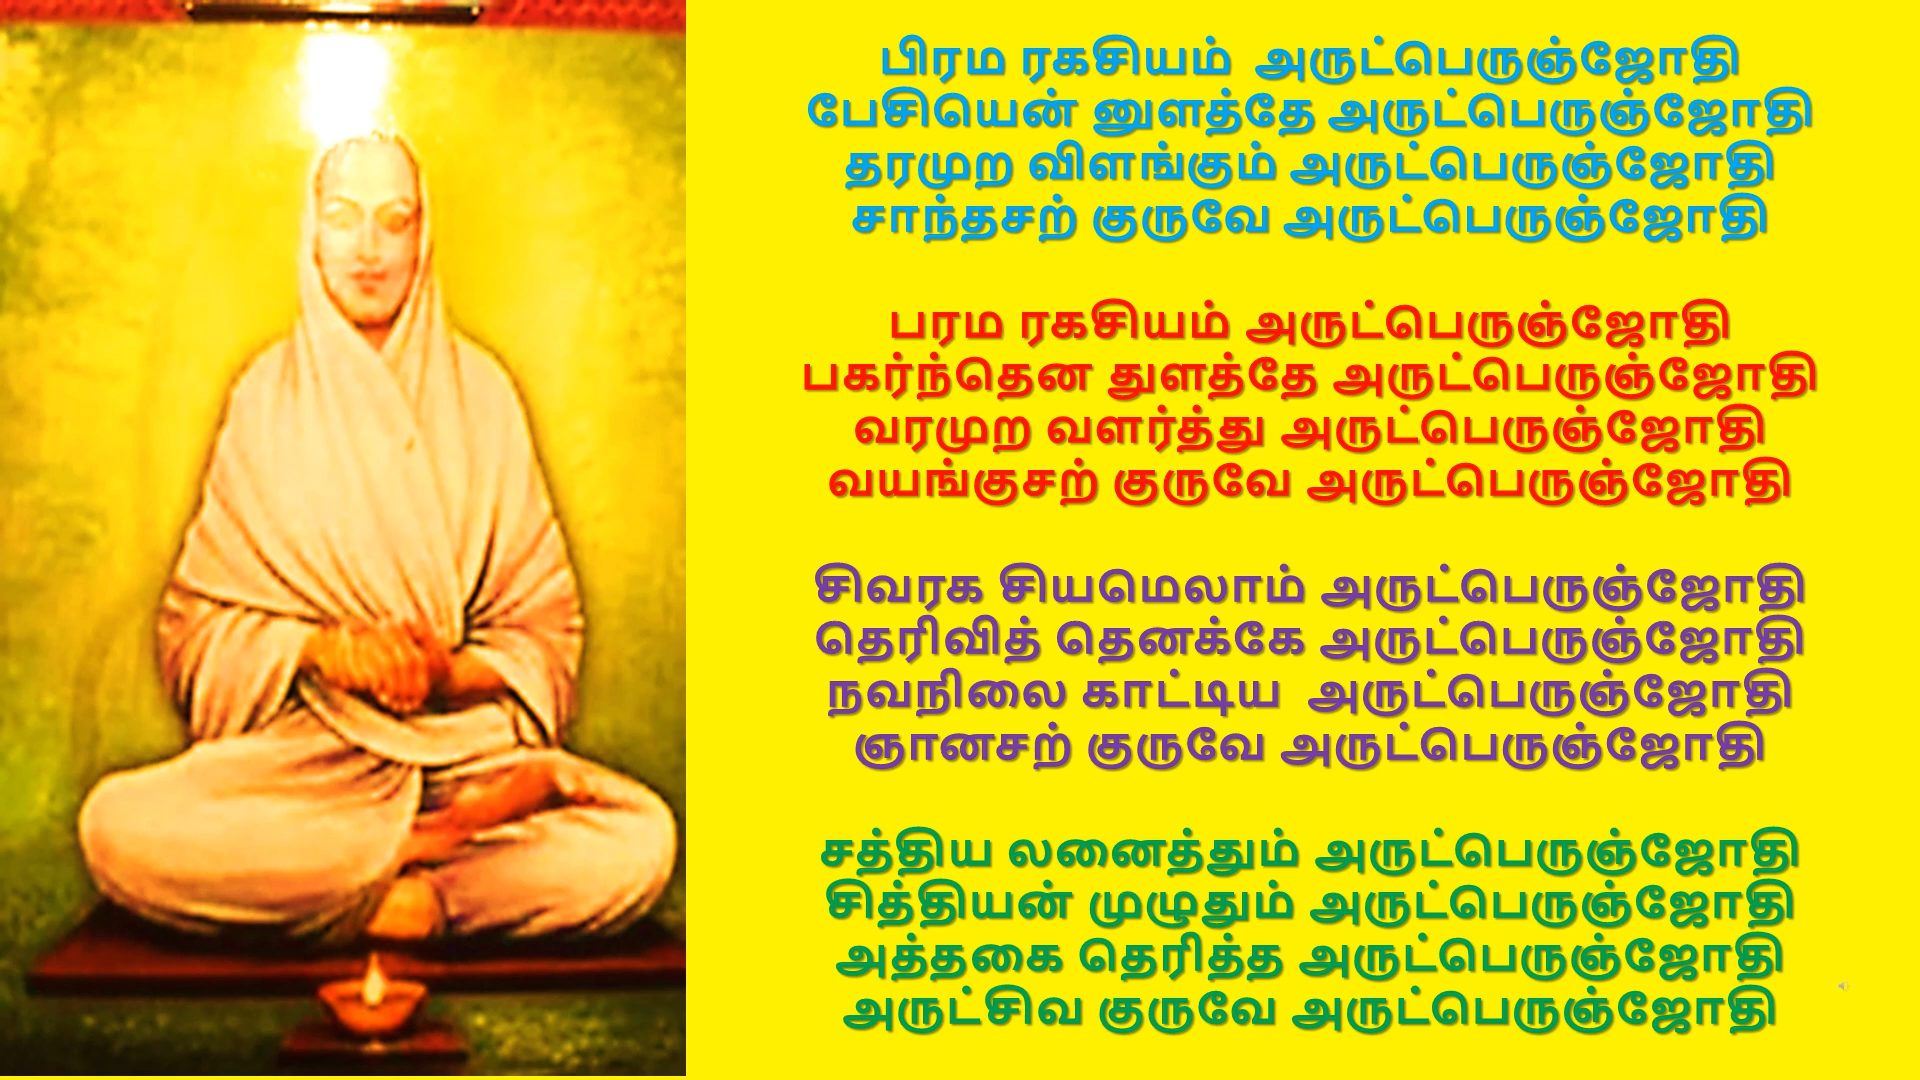 பிரம ரகசியம் அருட்பெருஞ்ஜோதி
பேசியென் னுளத்தே அருட்பெருஞ்ஜோதி
தரமுற விளங்கும் அருட்பெருஞ்ஜோதி
சாந்தசற் குருவே அருட்பெருஞ்ஜோதி
பரம ரகசியம் அருட்பெருஞ்ஜோதி
பகர்ந்தென துளத்தே அருட்பெருஞ்ஜோதி
வரமுற வளர்த்து அருட்பெருஞ்ஜோதி
வயங்குசற் குருவே அருட்பெருஞ்ஜோதி
சிவரக சியமெலாம் அருட்பெருஞ்ஜோதி
தெரிவித் தெனக்கே அருட்பெருஞ்ஜோதி
நவநிலை காட்டிய அருட்பெருஞ்ஜோதி
ஞானசற் குருவே அருட்பெருஞ்ஜோதி
சத்திய லனைத்தும் அருட்பெருஞ்ஜோதி
சித்தியன் முழுதும் அருட்பெருஞ்ஜோதி
அத்தகை தெரித்த அருட்பெருஞ்ஜோதி
அருட்சிவ குருவே அருட்பெருஞ்ஜோதி